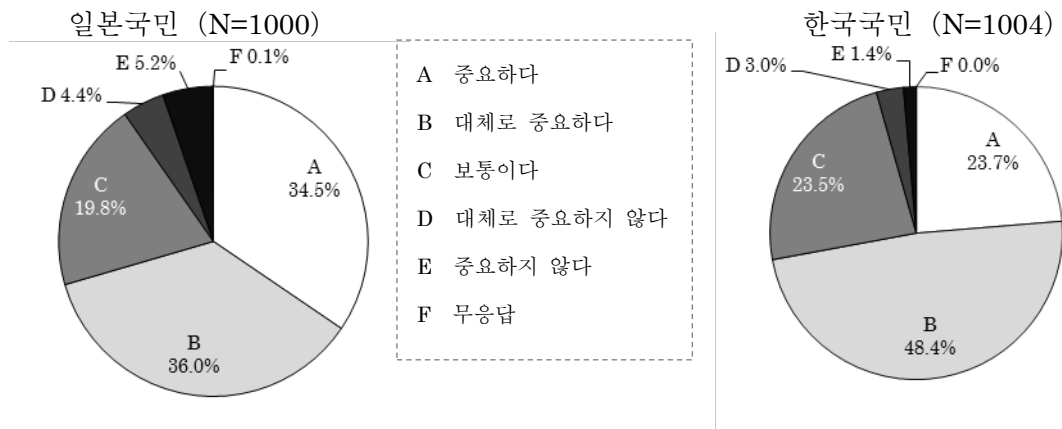 일본국민 (N=1000)
E 5.2%
F 0.1%
D 4.4%
A
34.5%
C
19.8%
B
36.0%
A 중요하다
B 대체로 중요하다
C 보통이다
D 대체로 중요하지 않다
E 중요하지 않다
F 무응답
한국국민 (N=1004)
E 1.4%
D 3.0%
F 0.0%
A
23.7%
C
23.5%
B
48.4%